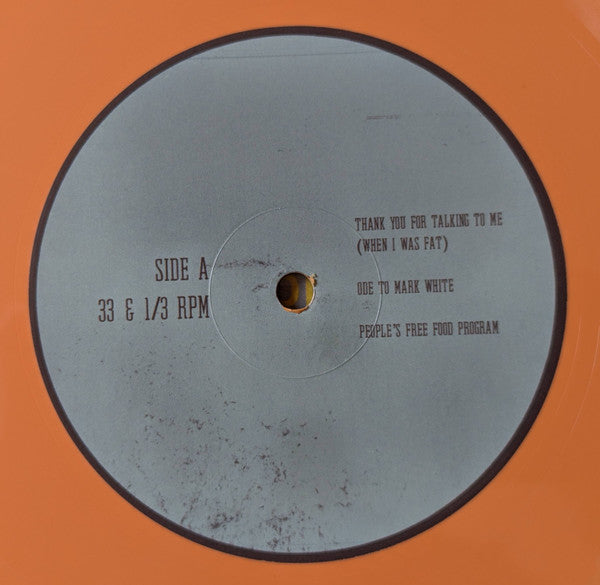 SIDE A
33 & 1/3 RPM
THANK YOU FOR TALKING TO ME
(WHEN I WAS FAT)
ODE TO MARK WHITE
PEOPLE'S FREE FOOD PROGRAM